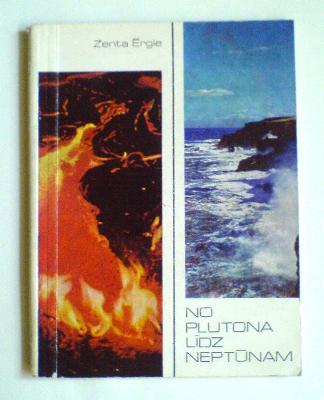 Zenta Ērgle
NO
PLUTONA
LĪDZ
NEPTŪNAM